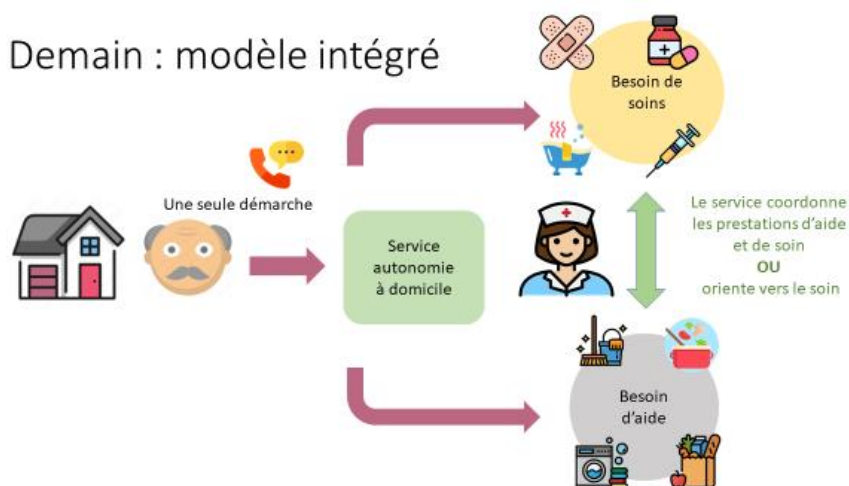 Demain : modèle intégré
Besoin de
soins
Une seule démarche
Service
autonomie
à domicile
Le service coordonne
les prestations d'aide
et de soin
OU
oriente vers le soin
Besoin
d'aide